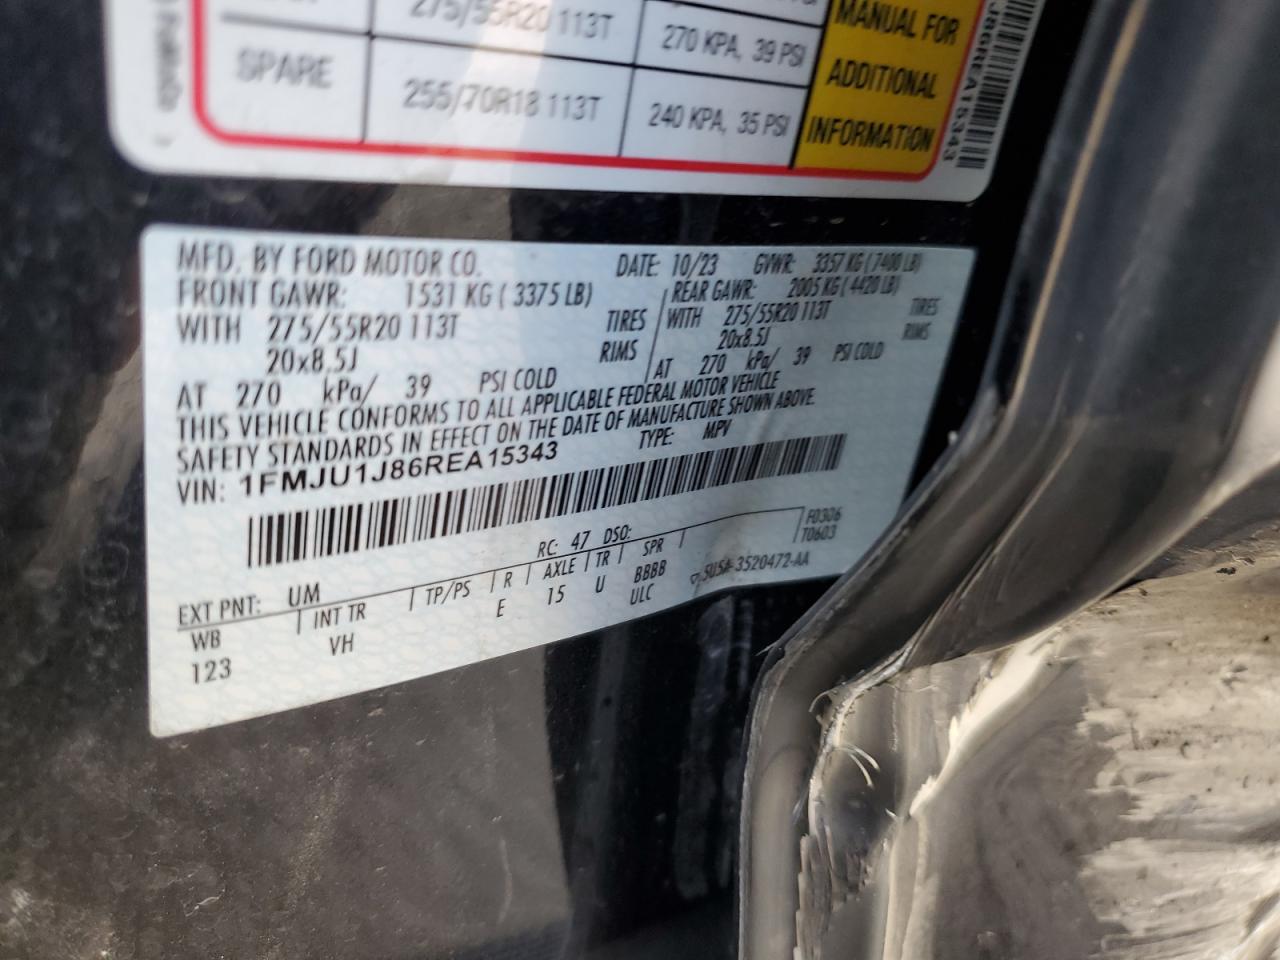 275/55R20 113T 270 KPA, 39 PSI
SPARE 255/70R18 113T 240 KPA, 35 PSI
MANUAL FOR
ADDITIONAL
INFORMATION
J86REA15343
MFD. BY FORD MOTOR CO. DATE: 10/23 GVWR: 3357 KG ( 7400 LB)
FRONT GAWR: 1531 KG ( 3375 LB) REAR GAWR: 2005 KG ( 4420 LB)
WITH 275/55R20 113T TIRES WITH 275/55R20 113T TIRES
20x8.5J RIMS 20x8.5J RIMS
AT 270 kPa/ 39 PSI COLD AT 270 kPa/ 39 PSI COLD
THIS VEHICLE CONFORMS TO ALL APPLICABLE FEDERAL MOTOR VEHICLE
SAFETY STANDARDS IN EFFECT ON THE DATE OF MANUFACTURE SHOWN ABOVE.
VIN: 1FMJU1J86REA15343 TYPE: MPV
F0306
T0603
EXT PNT: UM RC: 47 DSO:
WB INT TR TP/PS R AXLE TR SPR
123 VH E 15 U BBBB
ULC
5U5A-3520472-AA